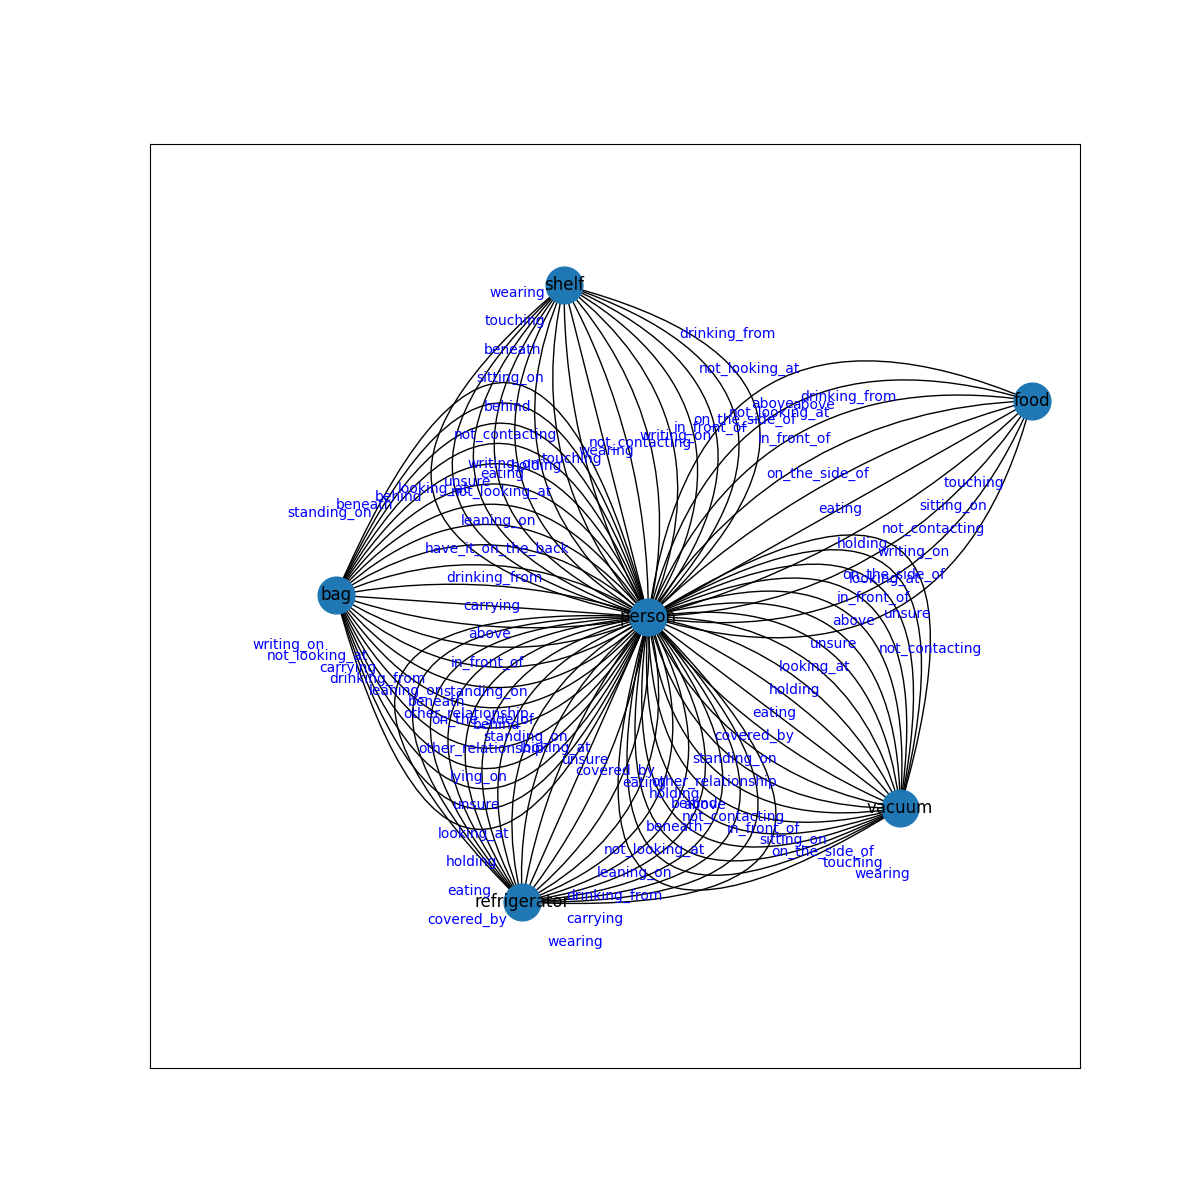 shelf
wearing
touching
drinking_from
beneath
not_looking_at
sitting_on
drinking_from
food
behind
above
above
not_looking_at
on_the_side_of
in_front_of
not_contacting
writing_on
in_front_of
not_contacting
wearing
touching
writing_on
holding
eating
on_the_side_of
unsure
touching
looking_at
not_looking_at
behind
beneath
sitting_on
standing_on
eating
leaning_on
not_contacting
have_it_on_the_back
holding
writing_on
drinking_from
on_the_side_of
looking_at
bag
carrying
in_front_of
person
unsure
above
above
writing_on
unsure
not_contacting
not_looking_at
in_front_of
carrying
looking_at
drinking_from
leaning_on
standing_on
holding
beneath
other_relationship
eating
on_the_side_of
behind
standing_on
covered_by
other_relationship
looking_at
unsure
standing_on
lying_on
covered_by
eating
other_relationship
holding
unsure
behind
above
vacuum
not_contacting
looking_at
beneath
in_front_of
sitting_on
not_looking_at
on_the_side_of
holding
touching
leaning_on
wearing
eating
drinking_from
refrigerator
covered_by
carrying
wearing